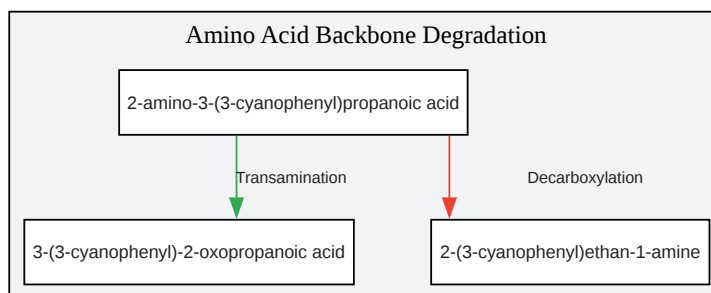 Amino Acid Backbone Degradation
2-amino-3-(3-cyanophenyl)propanoic acid
Transamination
Decarboxylation
3-(3-cyanophenyl)-2-oxopropanoic acid
2-(3-cyanophenyl)ethan-1-amine